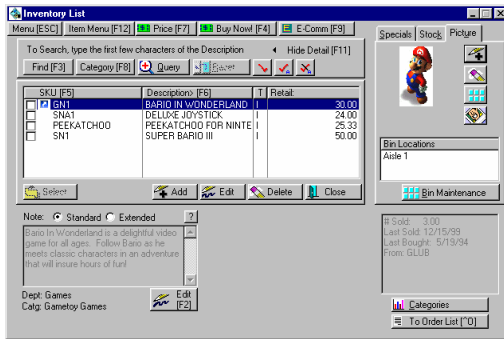 Inventory List
Menu [ESC] Item Menu [F12] Price [F7] Buy Now! [F4] E-Comm [F9]
Specials Stock Picture
To Search, type the first few characters of the Description Hide Detail [F11]
Find [F3] Category [F8] Query Reset
SKU [F5] Description> [F6] T Retail:
GN1 BARIO IN WONDERLAND I 30.00
SNA1 DELUXE JOYSTICK I 24.00
PEEKATCHOO PEEKATCHOO FOR NINTE I 25.33
SN1 SUPER BARIO III I 50.00
Bin Locations
Aisle 1
Select Add Edit Delete Close
Bin Maintenance
Note: Standard Extended ?
Bario In Wonderland is a delightful video
game for all ages. Follow Bario as he
meets classic characters in an adventure
that will insure hours of fun!
# Sold: 3.00
Last Sold: 12/15/99
Last Bought: 5/19/94
From: GLUB
Dept: Games
Catg: Gametoy Games
Edit
[F2]
Categories
To Order List [^O]